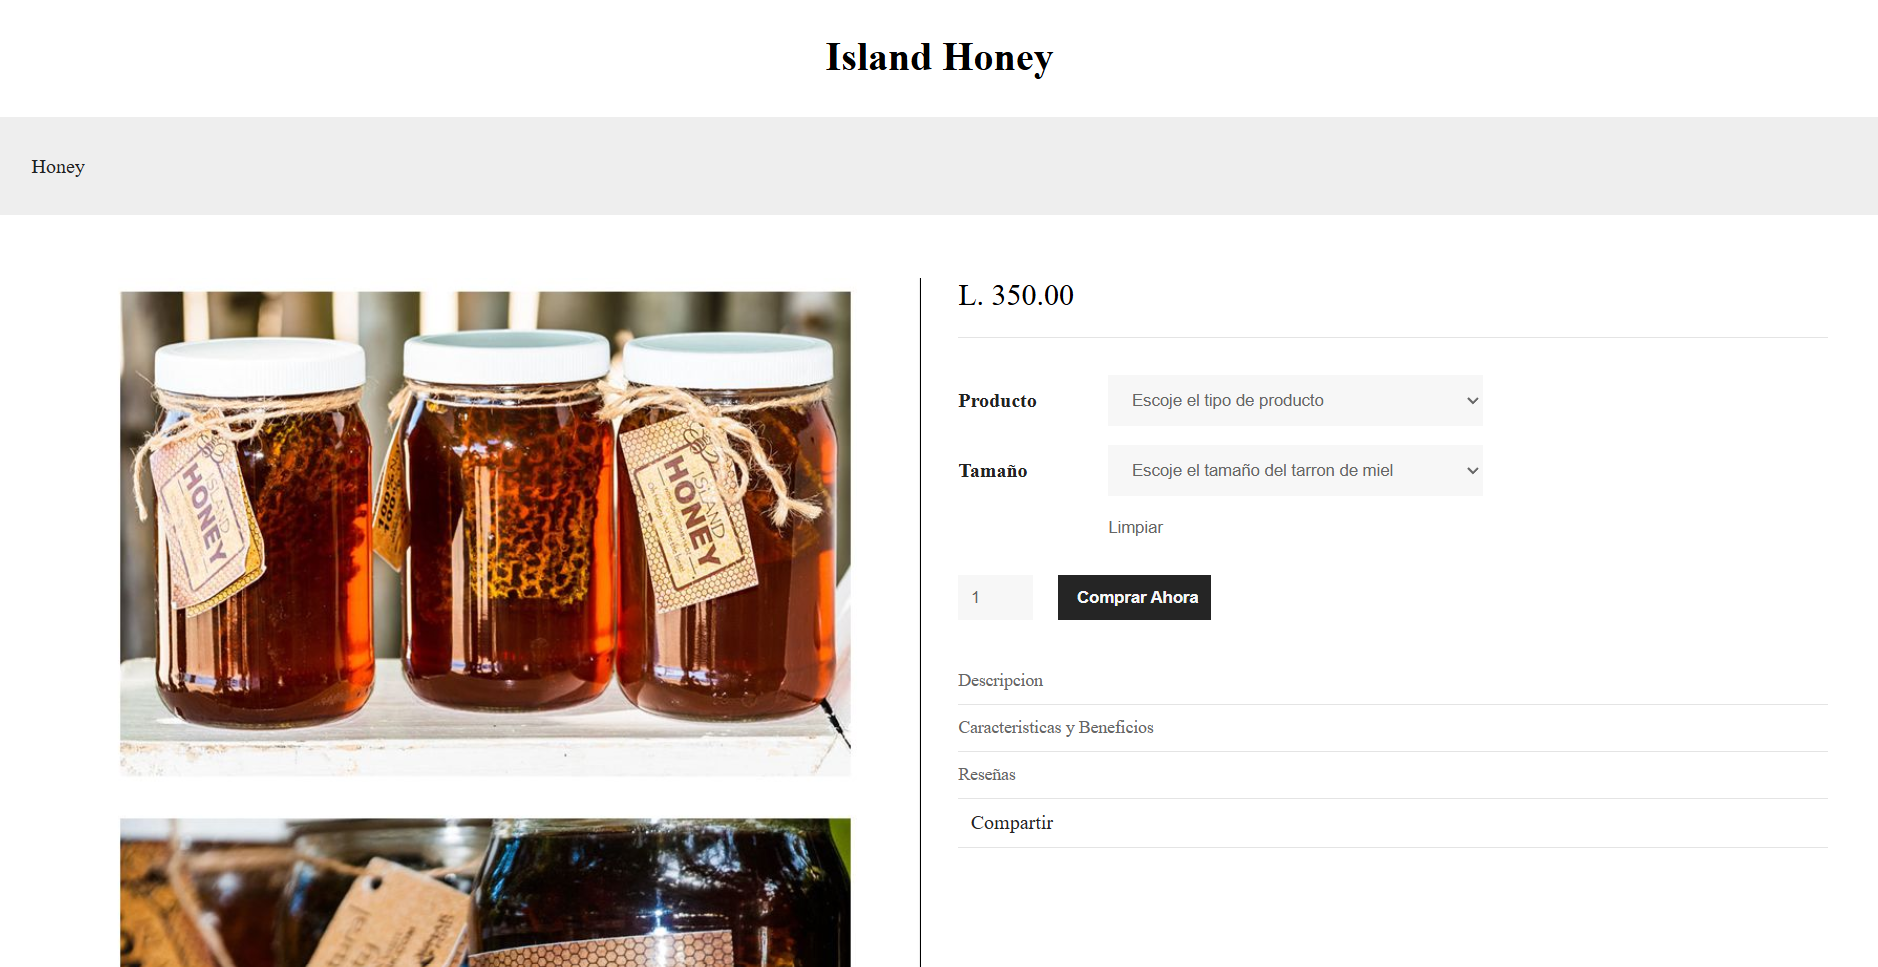 Island Honey
Honey
ISLAND
HONEY
100%
ISLAND
HONEY
L. 350.00
Producto
Escoje el tipo de producto
Tamaño
Escoje el tamaño del tarron de miel
Limpiar
1
Comprar Ahora
Descripcion
Caracteristicas y Beneficios
Reseñas
Compartir